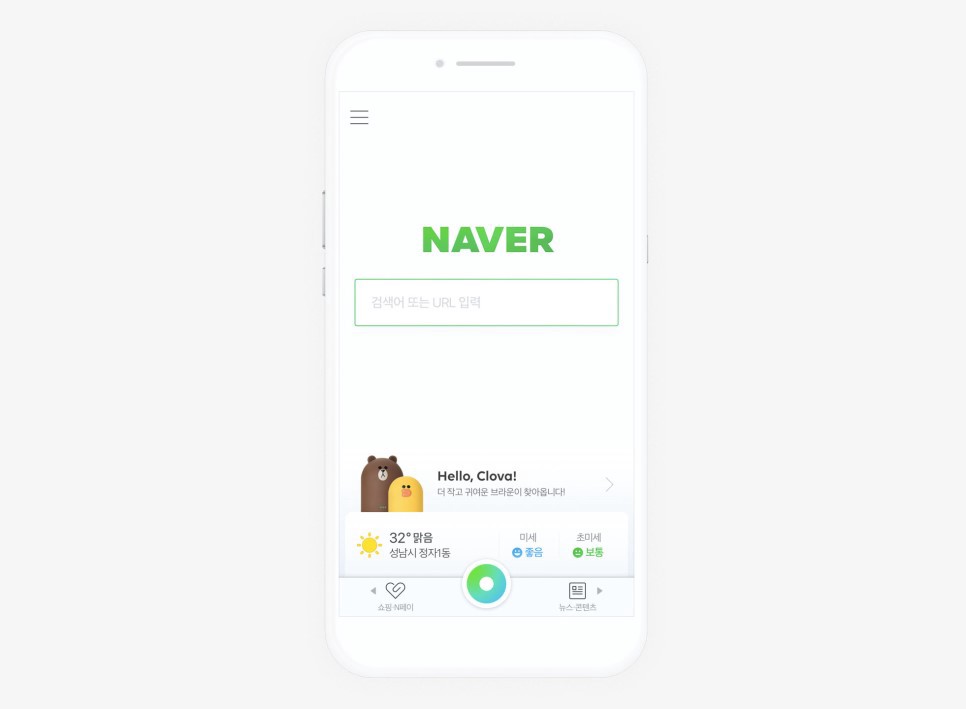 NAVER
검색어 또는 URL 입력
Hello, Clova!
더 작고 귀여운 브라운이 찾아옵니다!
32° 맑음
성남시 정자1동
미세
좋음
초미세
보통
쇼핑·N페이
뉴스·콘텐츠